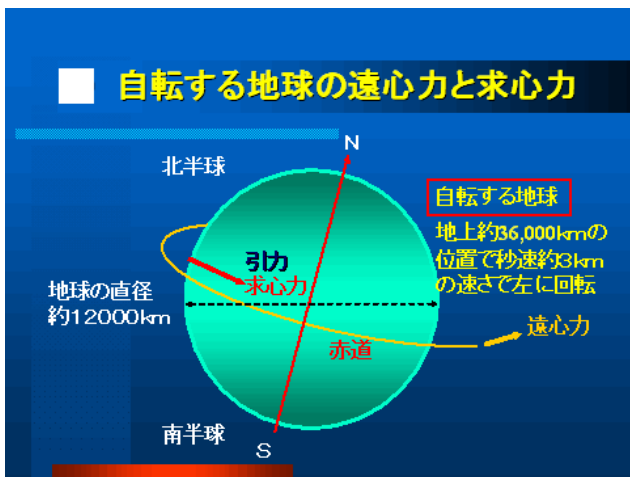 自転する地球の遠心力と求心力
N
北半球
自転する地球
地上約36,000kmの
位置で秒速約3km
の速さで左に回転
引力
求心力
地球の直径
約12000km
遠心力
赤道
南半球
S